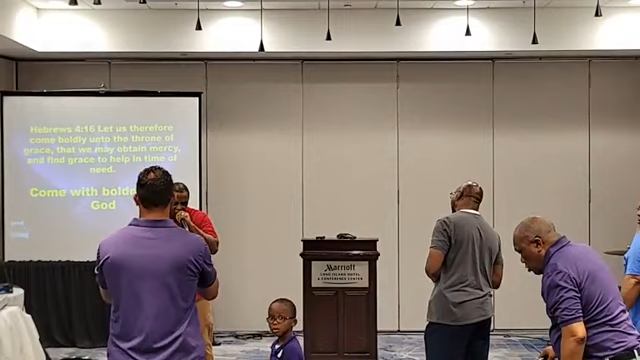 Hebrews 4:16 Let us therefore
come boldly unto the throne of
grace, that we may obtain mercy,
and find grace to help in time of
need.
Come with bolde
God
Marriott
LONG ISLAND HOTEL
& CONFERENCE CENTER